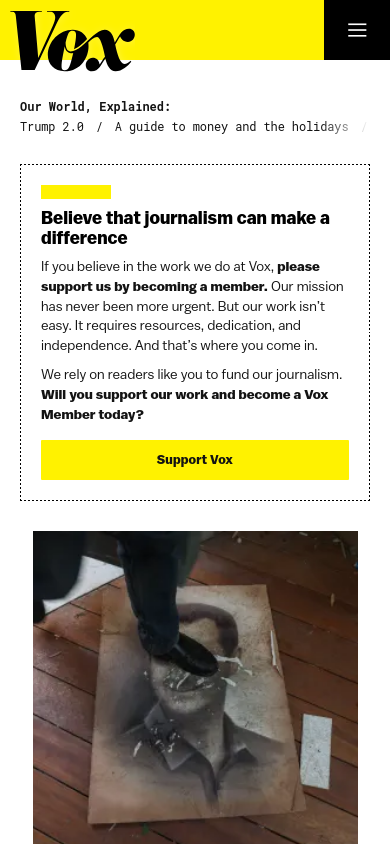 Vox
Our World, Explained:
Trump 2.0 / A guide to money and the holidays /
Believe that journalism can make a
difference
If you believe in the work we do at Vox, please
support us by becoming a member. Our mission
has never been more urgent. But our work isn't
easy. It requires resources, dedication, and
independence. And that's where you come in.
We rely on readers like you to fund our journalism.
Will you support our work and become a Vox
Member today?
Support Vox